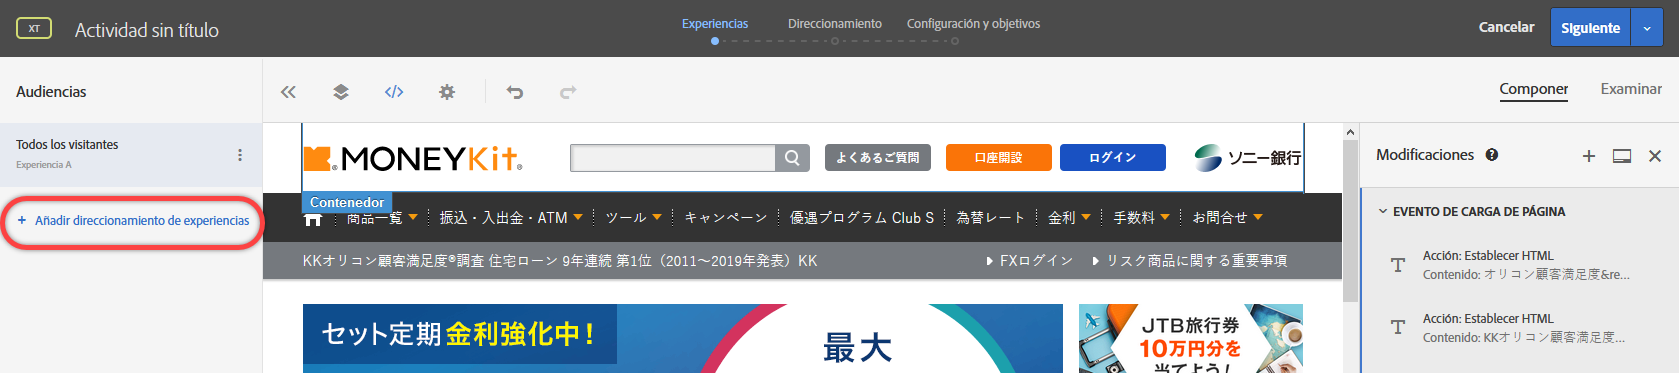 XT
Actividad sin título
Experiencias
Direccionamiento
Configuración y objetivos
Cancelar
Siguiente
Audiencias
Componer
Examinar
Todos los visitantes
Experiencia A
+ Añadir direccionamiento de experiencias
MONEYKit®
よくあるご質問
口座開設
ログイン
ソニー銀行
Contenedor
商品一覧
振込・入出金・ATM
ツール
キャンペーン
優遇プログラム Club S
為替レート
金利
手数料
お問合せ
KKオリコン顧客満足度®調査 住宅ローン 9年連続 第1位（2011～2019年発表）KK
FXログイン
リスク商品に関する重要事項
セット定期金利強化中！
最大
JTB旅行券
10万円分を
当てよう！
Modificaciones
EVENTO DE CARGA DE PÁGINA
Acción: Establecer HTML
Contenido: オリコン顧客満足度&re...
Acción: Establecer HTML
Contenido: KKオリコン顧客満足度...